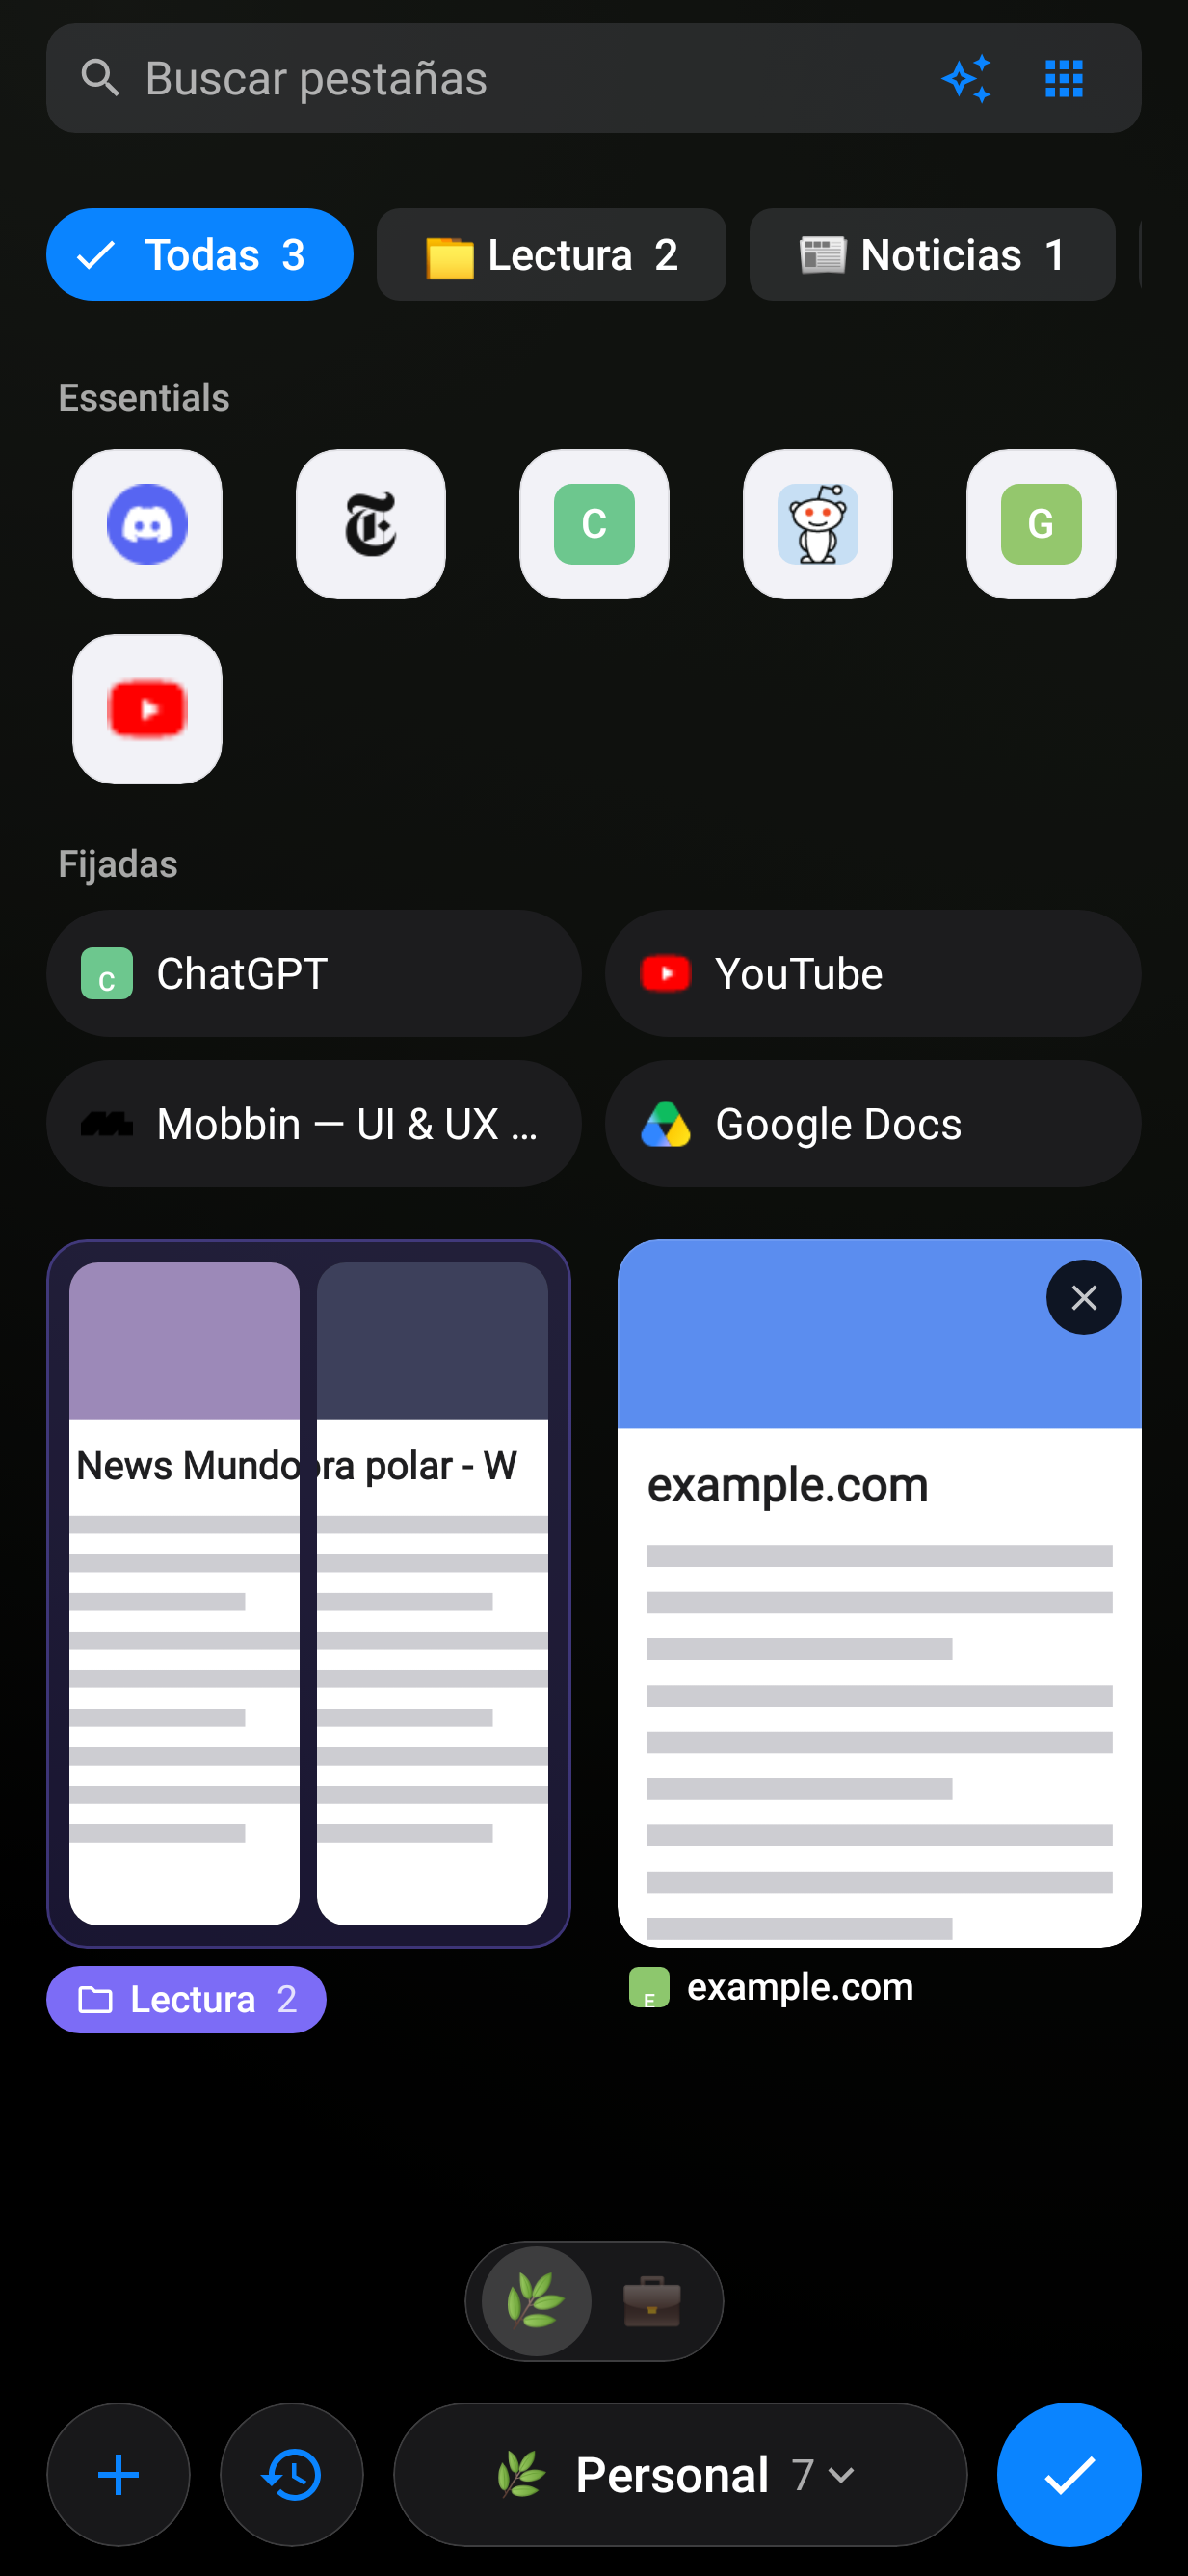 Buscar pestañas
Todas 3
Lectura 2
Noticias 1
Essentials
C
G
Fijadas
C ChatGPT
YouTube
Mobbin — UI & UX ...
Google Docs
News Mundo
ra polar - W
example.com
Lectura 2
E example.com
Personal 7